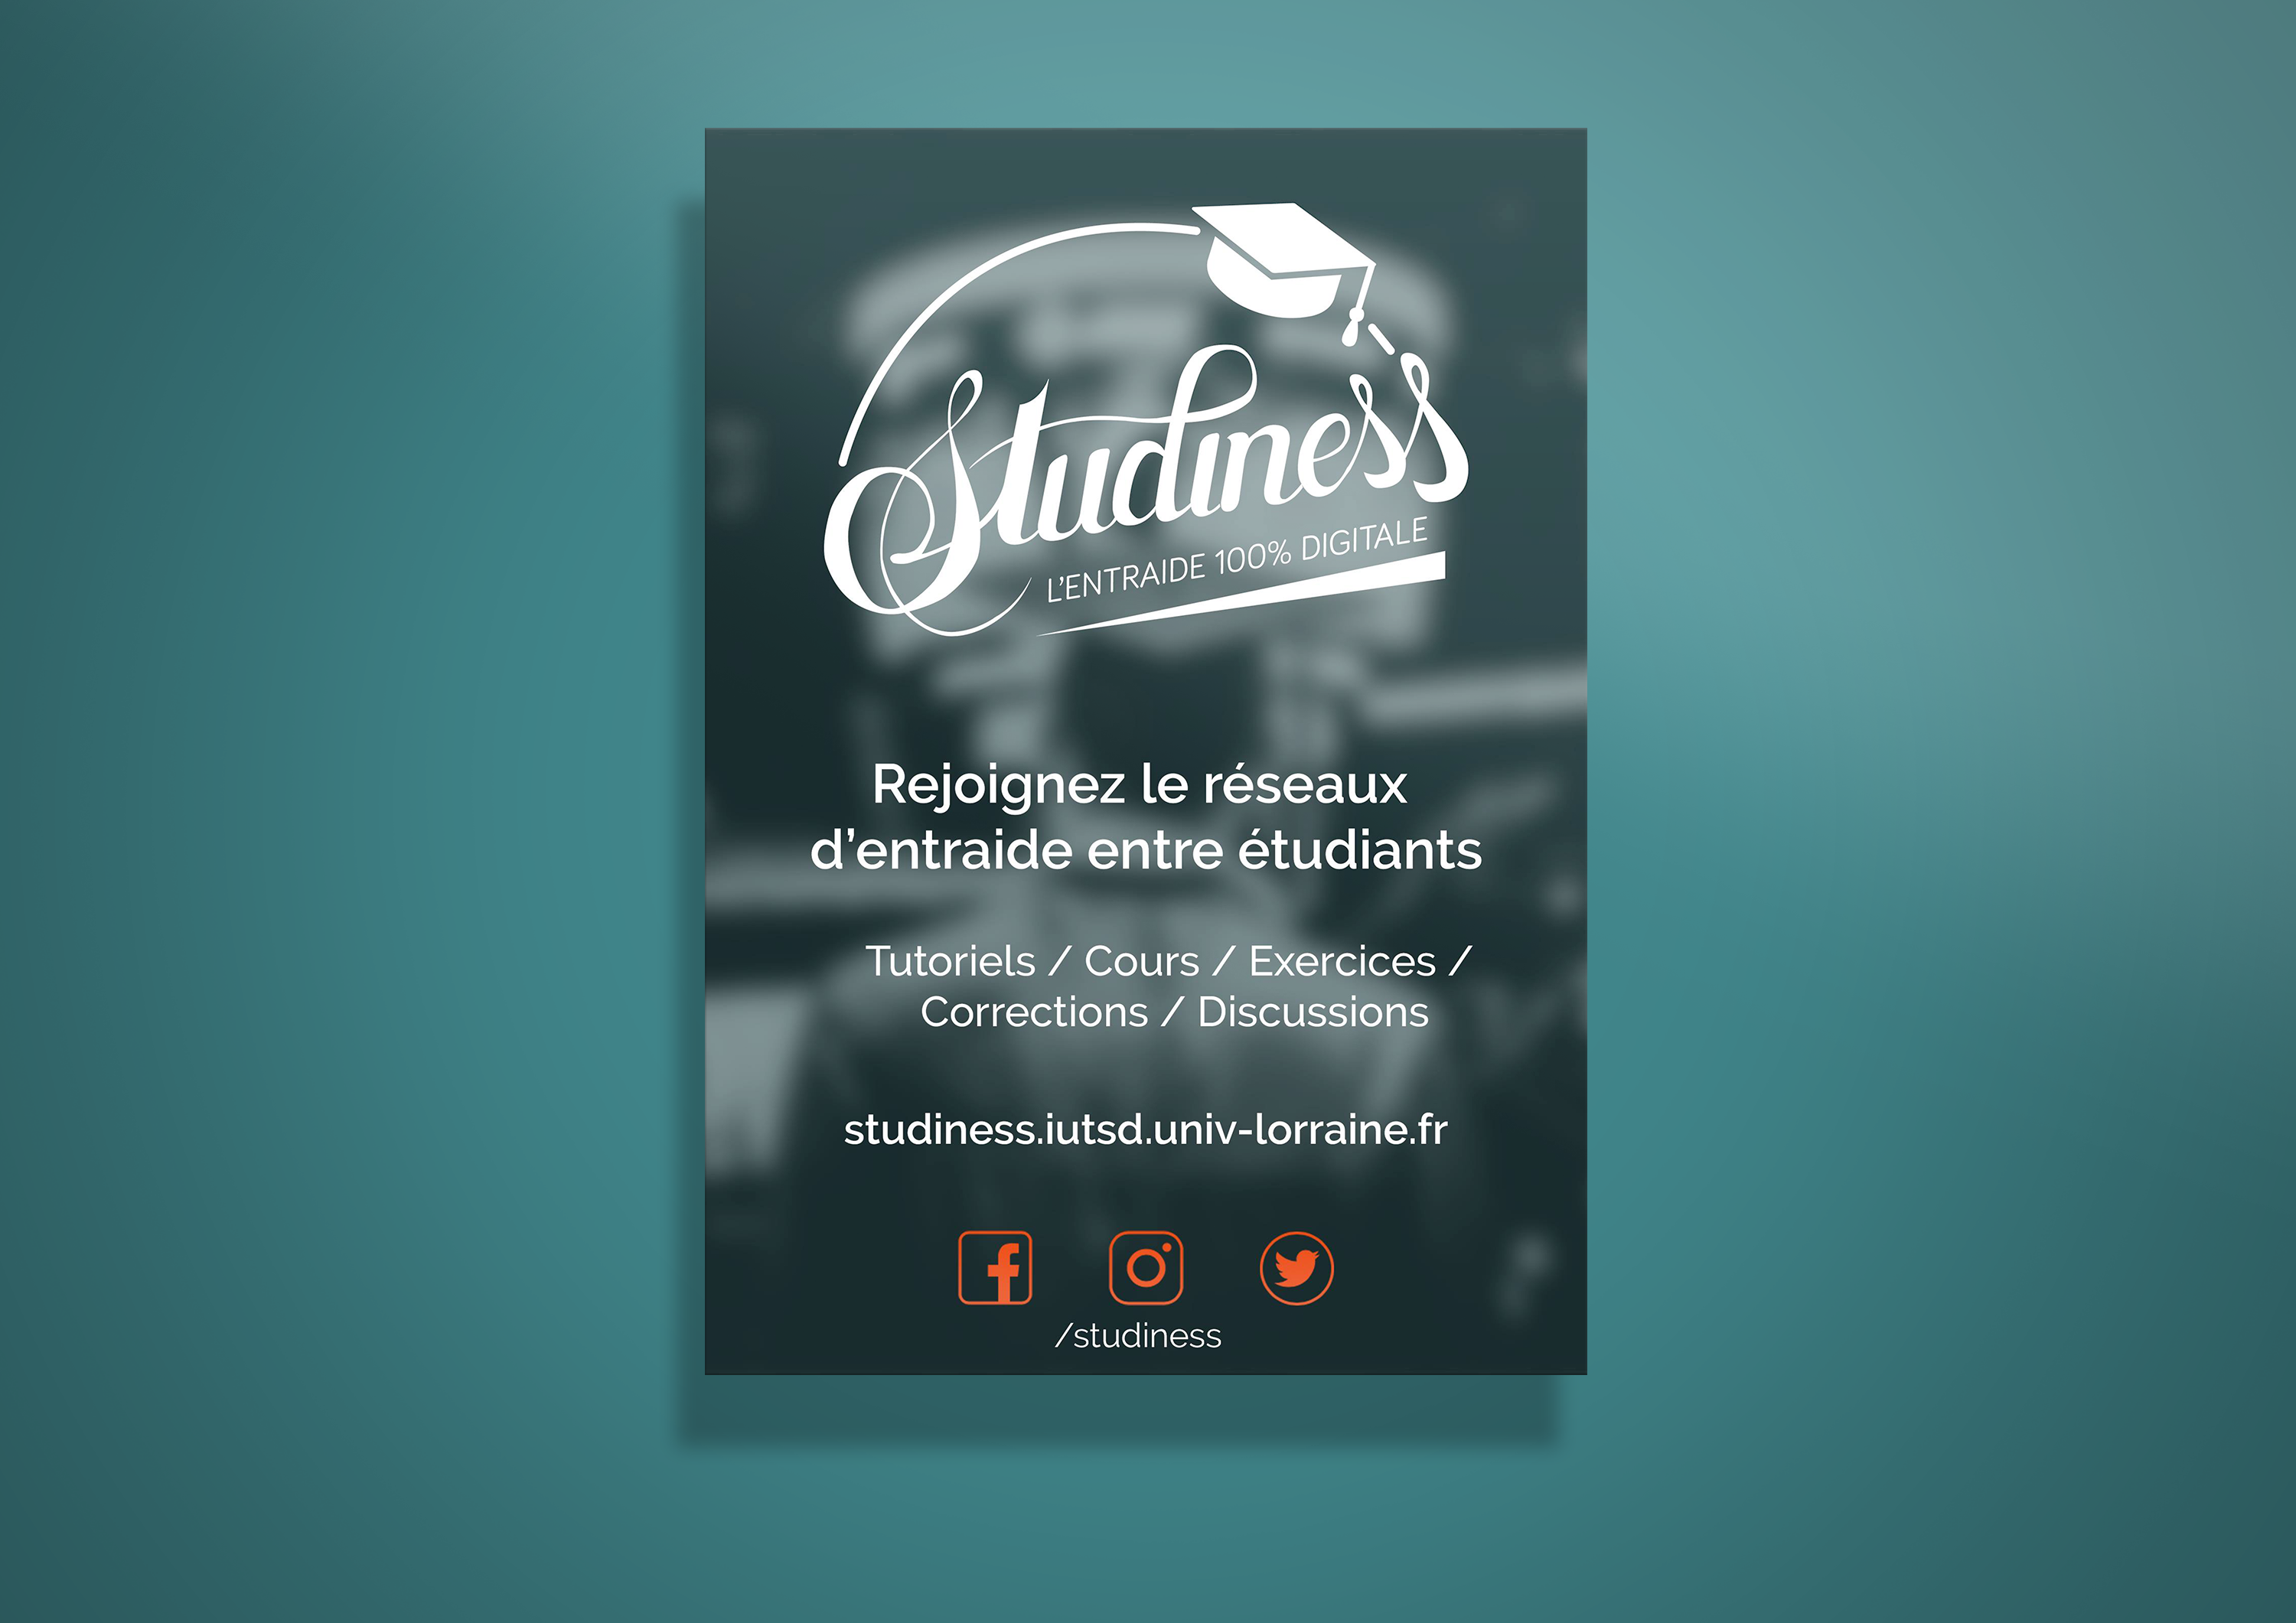 Studiness
L'ENTRAIDE 100% DIGITALE
Rejoignez le réseaux
d'entraide entre étudiants
Tutoriels / Cours / Exercices /
Corrections / Discussions
studiness.iutsd.univ-lorraine.fr
/studiness